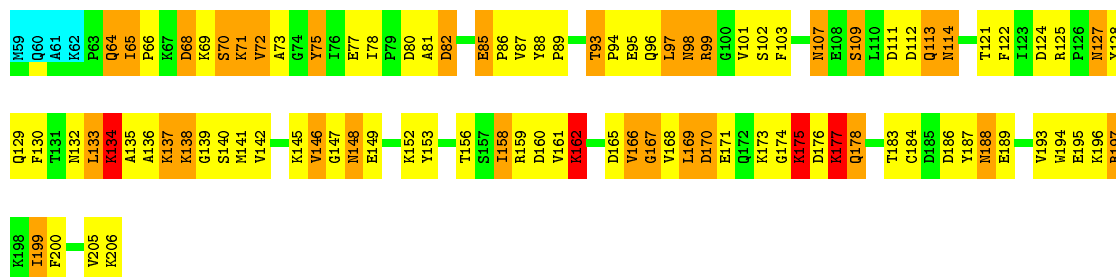 M59 Q60 A61 K62 P63 Q64 I65 P66 K67 D68 K69 S70 K71 V72 A73 G74 Y75 I76 E77 I78 P79 D80 A81 D82 E85 P86 V87 Y88 P89 T93 P94 E95 Q96 L97 N98 R99 G100 V101 S102 F103 N107 E108 S109 L110 D111 D112 Q113 N114 T121 F122 I123 D124 R125 P126 N127 Y128
Q129 F130 T131 N132 L133 K134 A135 A136 K137 K138 G139 S140 M141 V142 K145 V146 G147 N148 E149 K152 Y153 T156 S157 I158 R159 D160 V161 K162 D165 V166 G167 V168 L169 D170 E171 Q172 K173 G174 K175 D176 K177 Q178 T183 C184 D185 D186 Y187 N188 E189 V193 W194 E195 K196 R197
K198 I199 F200 V205 K206